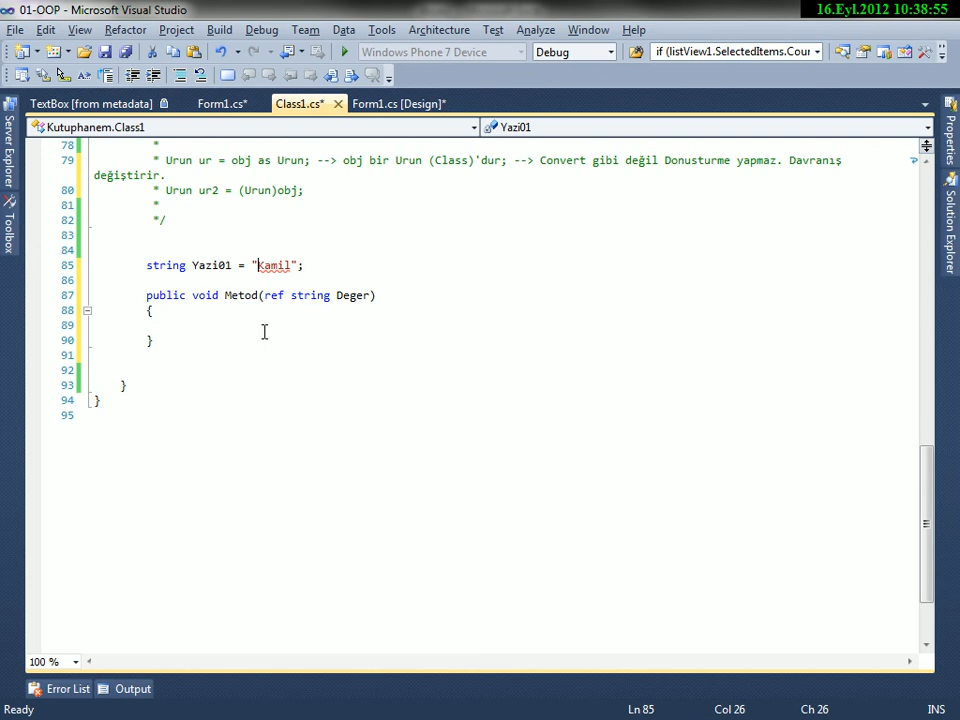 01-OOP - Microsoft Visual Studio
16.Eyl.2012 10:38:55
File Edit View Refactor Project Build Debug Team Data Tools Architecture Test Analyze Window Help
Windows Phone 7 Device Debug if (listView1.SelectedItems.Cour
TextBox [from metadata] Form1.cs* Class1.cs* Form1.cs [Design]*
Kutuphanem.Class1 Yazi01
78 *
79 * Urun ur = obj as Urun; --> obj bir Urun (Class)'dur; --> Convert gibi değil Donusturme yapmaz. Davranış
değiştirir.
80 * Urun ur2 = (Urun)obj;
81 *
82 */
83
84
85 string Yazi01 = "Kamil";
86
87 public void Metod(ref string Deger)
88 {
89
90 }
91
92
93 }
94 }
95
Server Explorer
Toolbox
Properties
Solution Explorer
100 %
Error List Output
Ready Ln 85 Col 26 Ch 26 INS